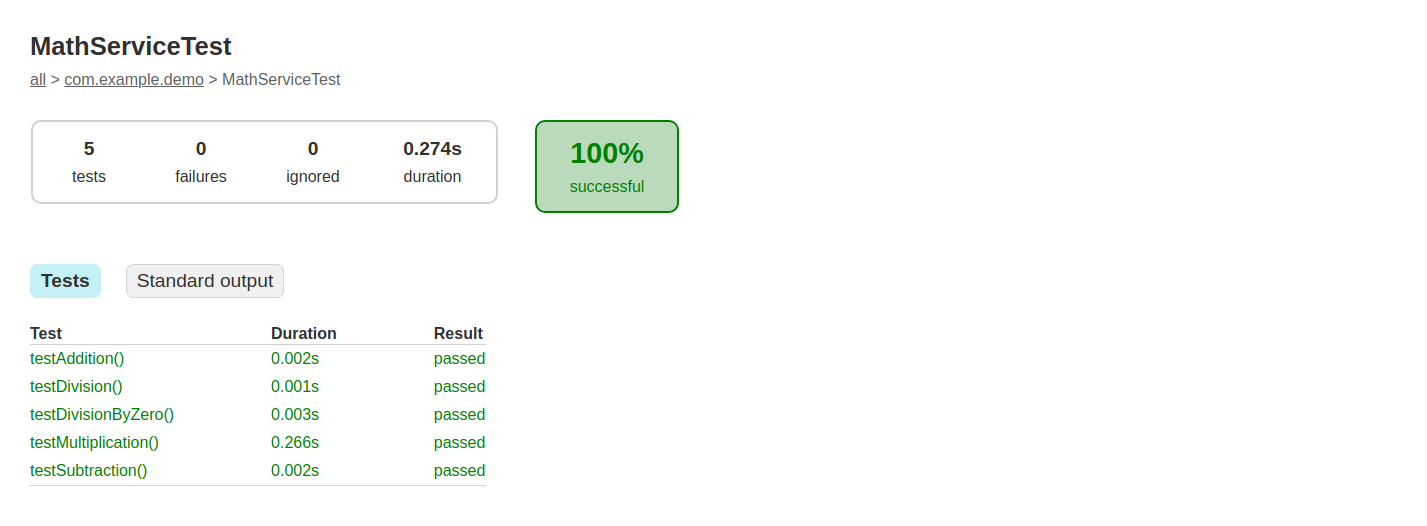 MathServiceTest
all > com.example.demo > MathServiceTest
5 0 0 0.274s
tests failures ignored duration
100%
successful
Tests Standard output
Test Duration Result
testAddition() 0.002s passed
testDivision() 0.001s passed
testDivisionByZero() 0.003s passed
testMultiplication() 0.266s passed
testSubtraction() 0.002s passed